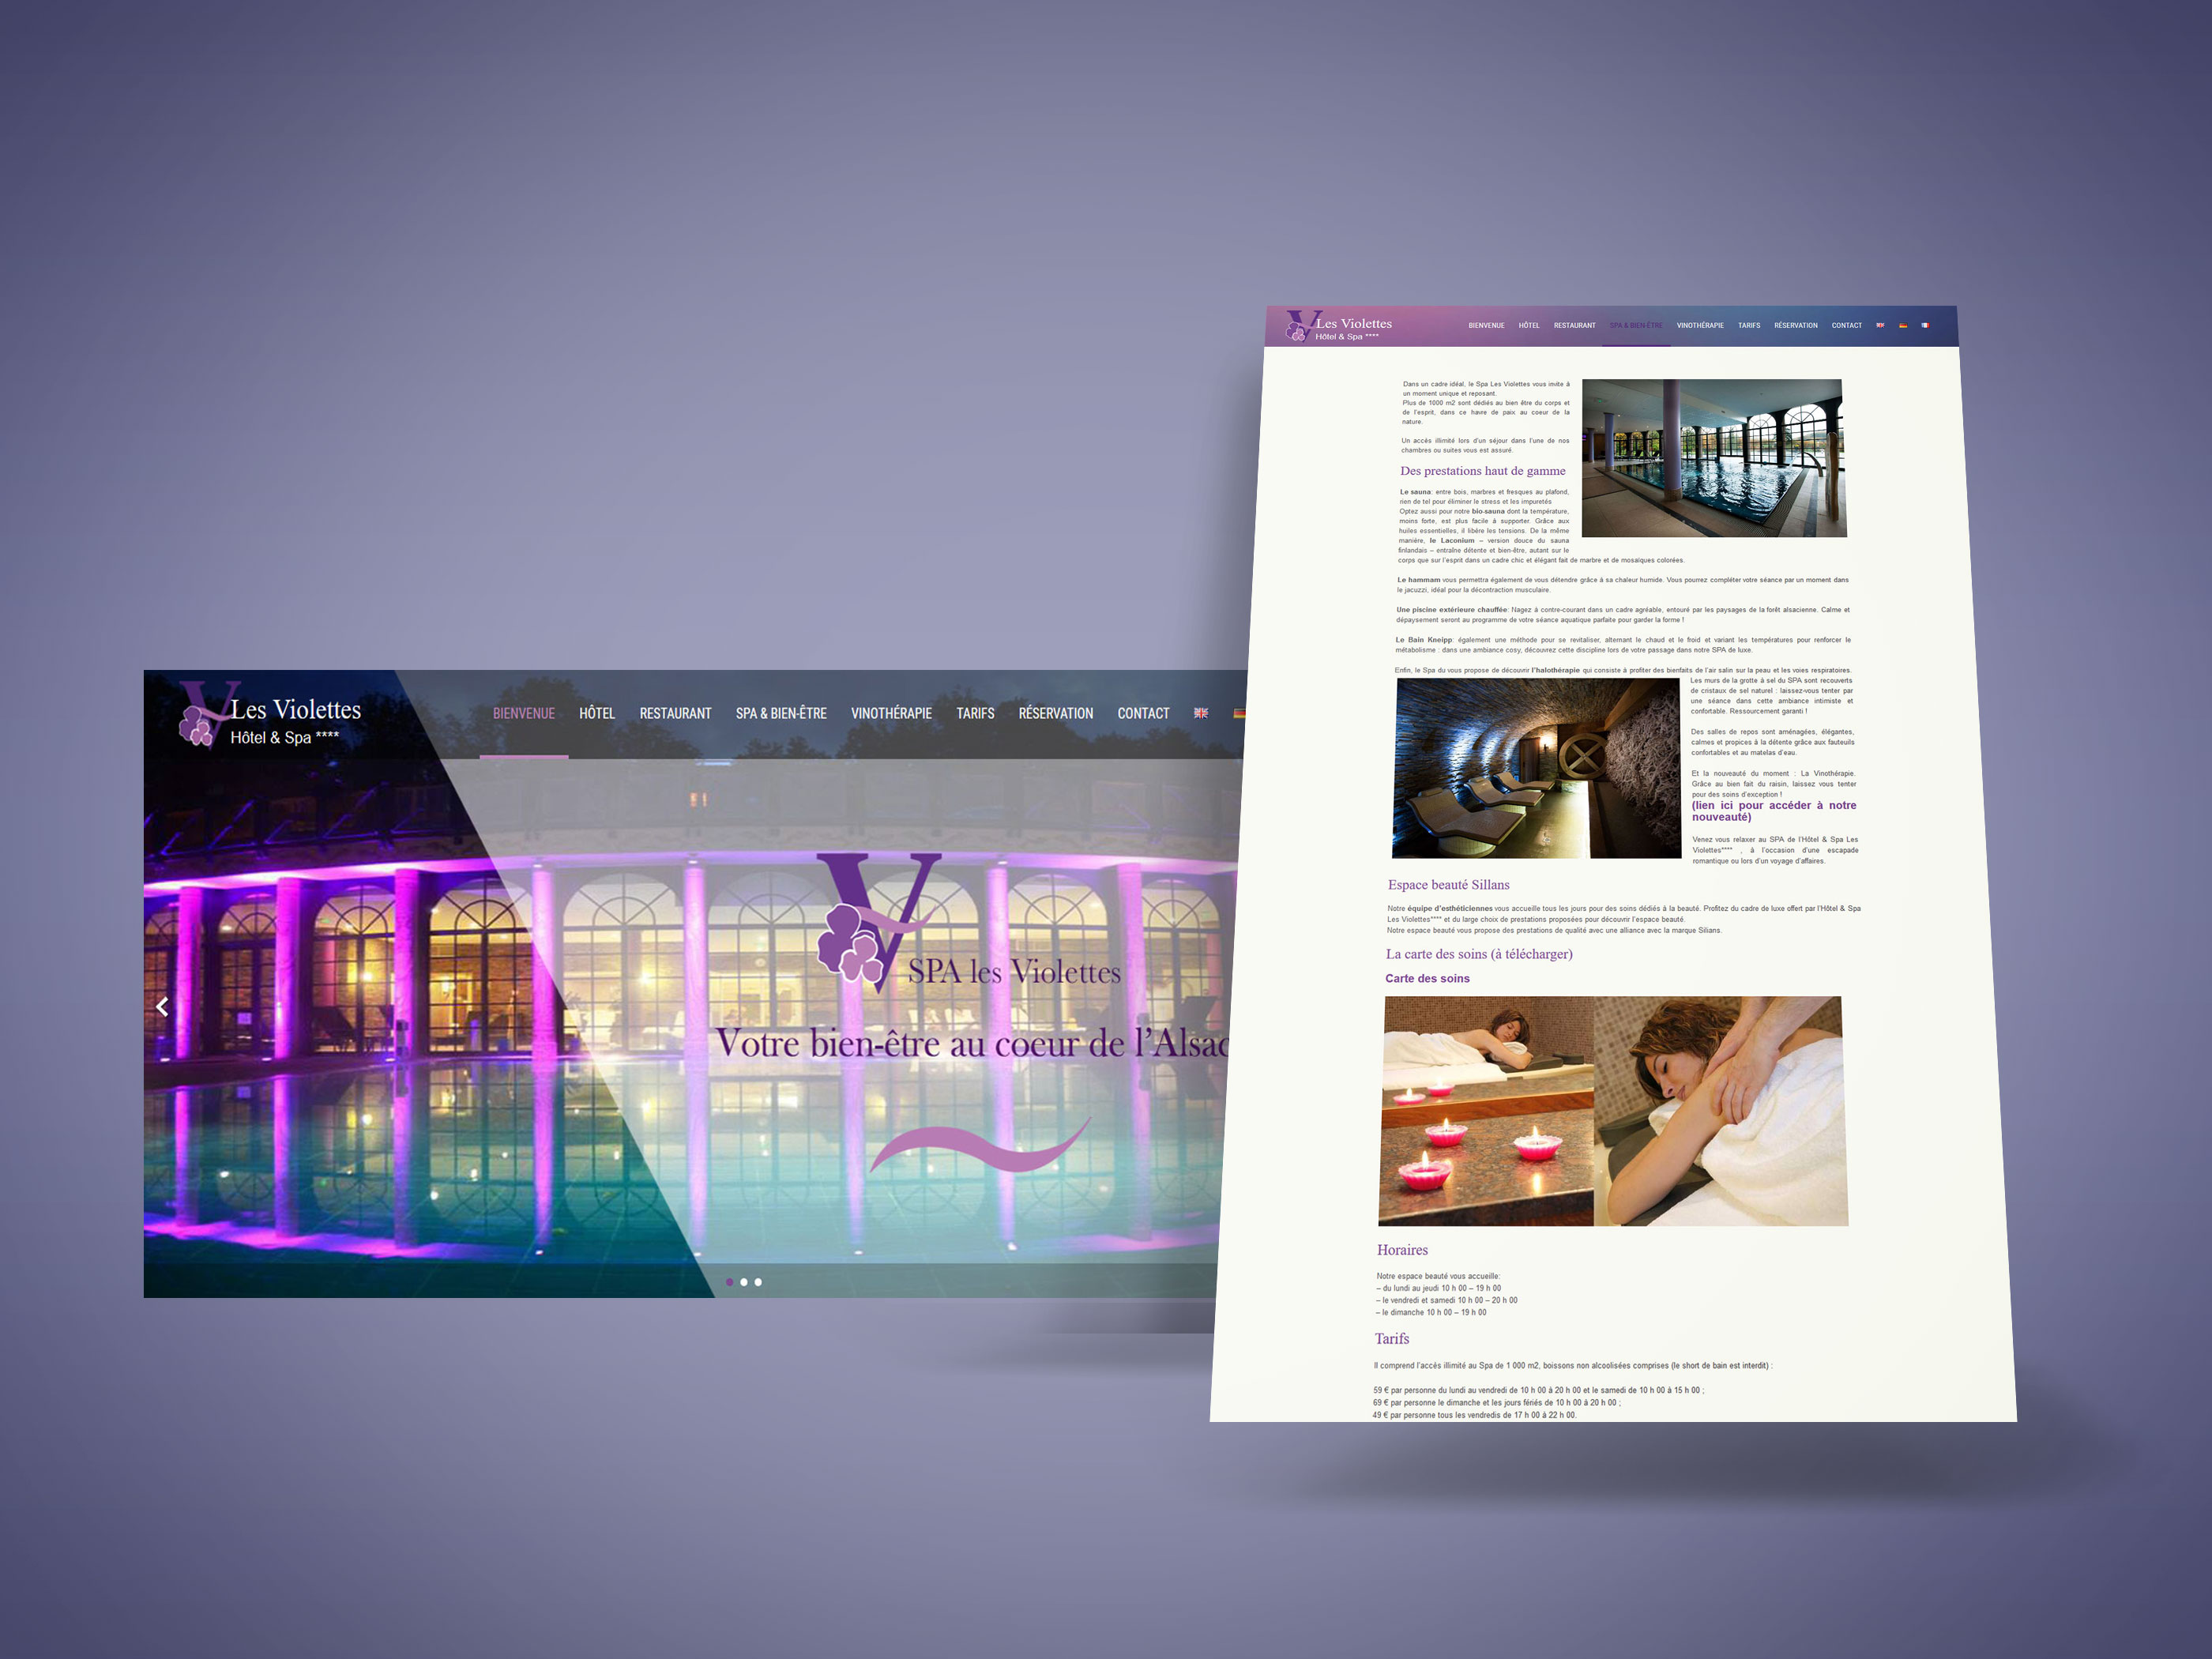 Les Violettes
Hôtel & Spa ****
BIENVENUE HÔTEL RESTAURANT SPA & BIEN-ÊTRE VINOTHÉRAPIE TARIFS RÉSERVATION CONTACT
V
SPA les Violettes
Votre bien-être au coeur de l'Alsac
Les Violettes
Hôtel & Spa ****
BIENVENUE HÔTEL RESTAURANT SPA & BIEN-ÊTRE VINOTHÉRAPIE TARIFS RÉSERVATION CONTACT
Dans un cadre idéal, le Spa Les Violettes vous invite à
un moment unique et reposant.
Plus de 1000 m2 sont dédiés au bien être du corps et
de l'esprit, dans ce havre de paix au coeur de la
nature.
Un accès illimité lors d'un séjour dans l'une de nos
chambres ou suites vous est assuré.
Des prestations haut de gamme
Le sauna: entre bois, marbres et fresques au plafond,
rien de tel pour éliminer le stress et les impuretés
Optez aussi pour notre bio-sauna dont la température,
moins forte, est plus facile à supporter. Grâce aux
huiles essentielles, il libère les tensions. De la même
manière, le Laconium – version douce du sauna
finlandais – entraîne détente et bien-être, autant sur le
corps que sur l'esprit dans un cadre chic et élégant fait de marbre et de mosaïques colorées.
Le hammam vous permettra également de vous détendre grâce à sa chaleur humide. Vous pourrez compléter votre séance par un moment dans
le jacuzzi, idéal pour la décontraction musculaire.
Une piscine extérieure chauffée: Nagez à contre-courant dans un cadre agréable, entouré par les paysages de la forêt alsacienne. Calme et
dépaysement seront au programme de votre séance aquatique parfaite pour garder la forme !
Le Bain Kneipp: également une méthode pour se revitaliser, alternant le chaud et le froid et variant les températures pour renforcer le
métabolisme : dans une ambiance cosy, découvrez cette discipline lors de votre passage dans notre SPA de luxe.
Enfin, le Spa du vous propose de découvrir l'halothérapie qui consiste à profiter des bienfaits de l'air salin sur la peau et les voies respiratoires.
Les murs de la grotte à sel du SPA sont recouverts
de cristaux de sel naturel : laissez-vous tenter par
une séance dans cette ambiance intimiste et
confortable. Ressourcement garanti !
Des salles de repos sont aménagées, élégantes,
calmes et propices à la détente grâce aux fauteuils
confortables et au matelas d'eau.
Et la nouveauté du moment : La Vinothérapie.
Grâce au bien fait du raisin, laissez vous tenter
pour des soins d'exception !
(lien ici pour accéder à notre
nouveauté)
Venez vous relaxer au SPA de l'Hôtel & Spa Les
Violettes**** , à l'occasion d'une escapade
romantique ou lors d'un voyage d'affaires.
Espace beauté Sillans
Notre équipe d'esthéticiennes vous accueille tous les jours pour des soins dédiés à la beauté. Profitez du cadre de luxe offert par l'Hôtel & Spa
Les Violettes**** et du large choix de prestations proposées pour découvrir l'espace beauté.
Notre espace beauté vous propose des prestations de qualité avec une alliance avec la marque Silians.
La carte des soins (à télécharger)
Carte des soins
Horaires
Notre espace beauté vous accueille:
– du lundi au jeudi 10 h 00 – 19 h 00
– le vendredi et samedi 10 h 00 – 20 h 00
– le dimanche 10 h 00 – 19 h 00
Tarifs
Il comprend l'accès illimité au Spa de 1 000 m2, boissons non alcoolisées comprises (le short de bain est interdit) :
59 € par personne du lundi au vendredi de 10 h 00 à 20 h 00 et le samedi de 10 h 00 à 15 h 00 ;
69 € par personne le dimanche et les jours fériés de 10 h 00 à 20 h 00 ;
49 € par personne tous les vendredis de 17 h 00 à 22 h 00.